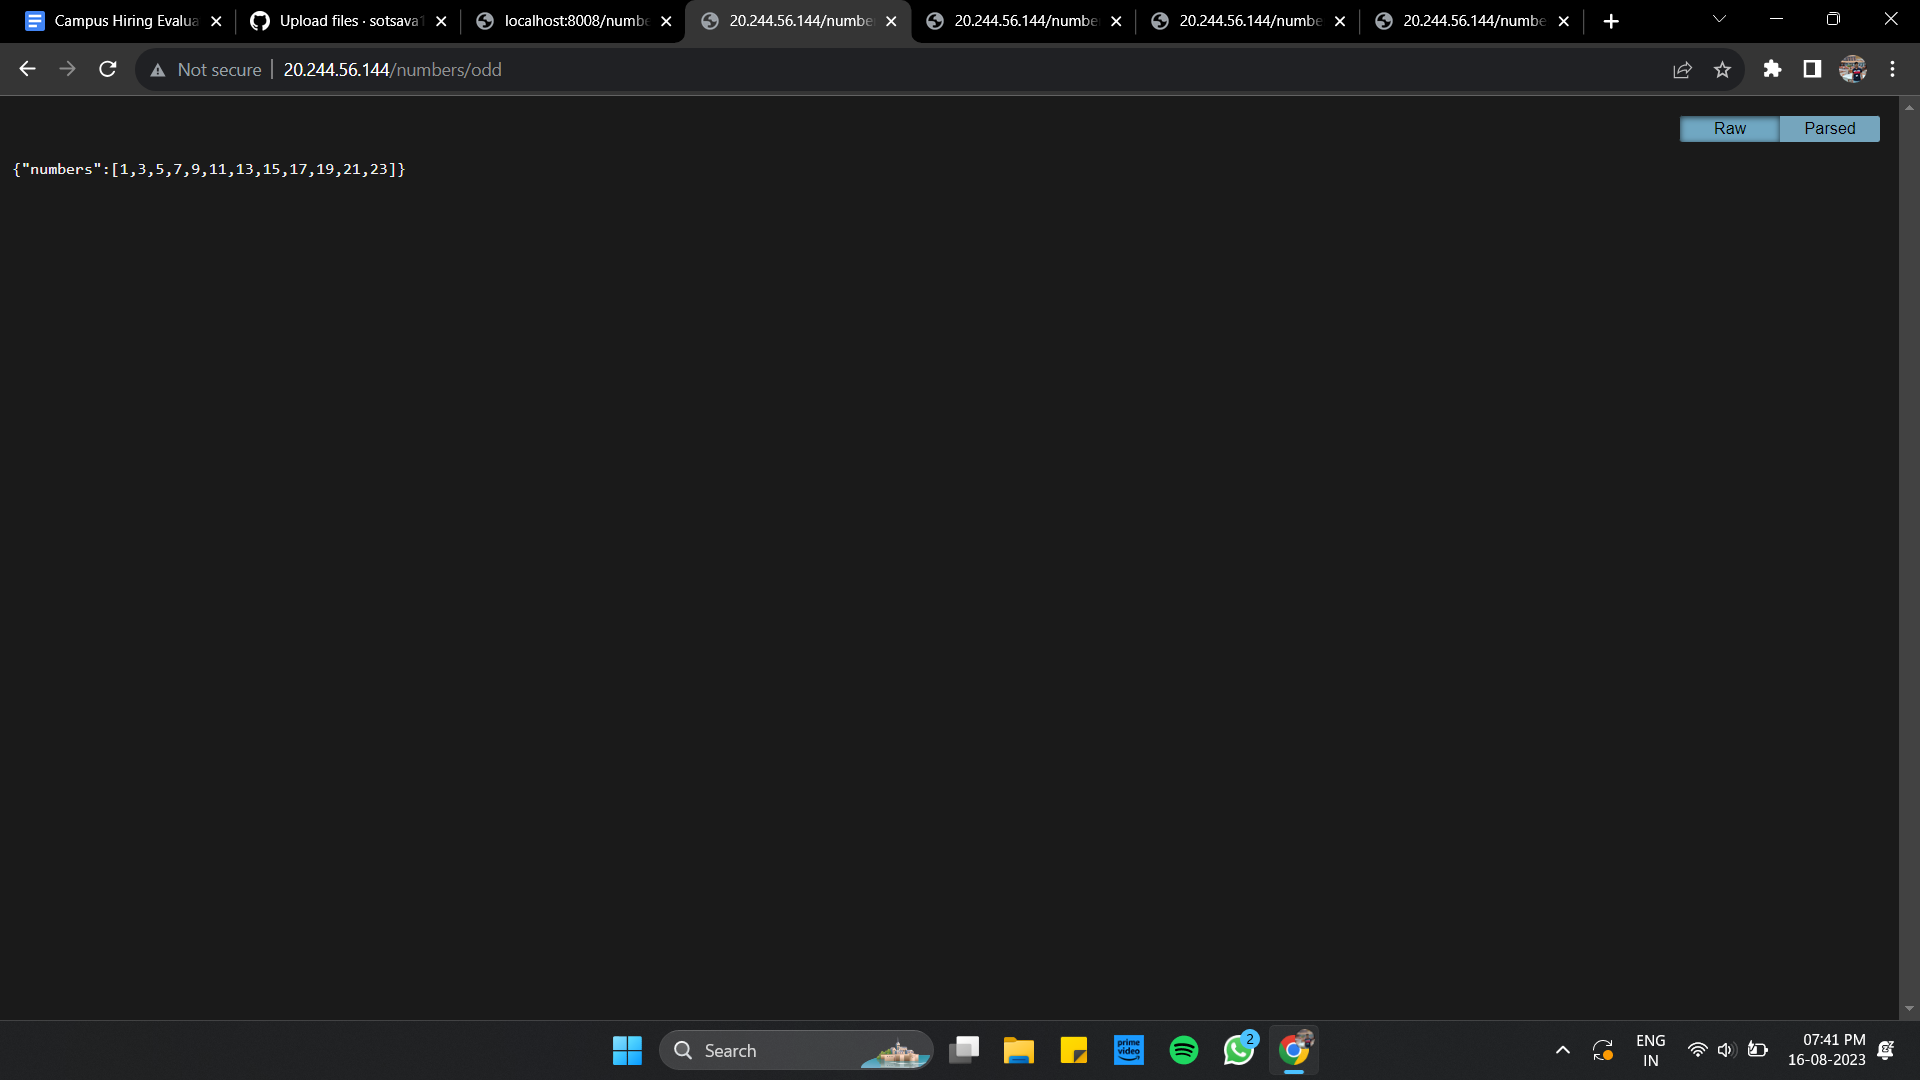 Campus Hiring Evalua
Upload files · sotsava1
localhost:8008/numbe
20.244.56.144/numbe
20.244.56.144/numbe
20.244.56.144/numbe
20.244.56.144/numbe
Not secure
20.244.56.144/numbers/odd
Raw
Parsed
{"numbers":[1,3,5,7,9,11,13,15,17,19,21,23]}
Search
prime video
2
ENG
IN
07:41 PM
16-08-2023